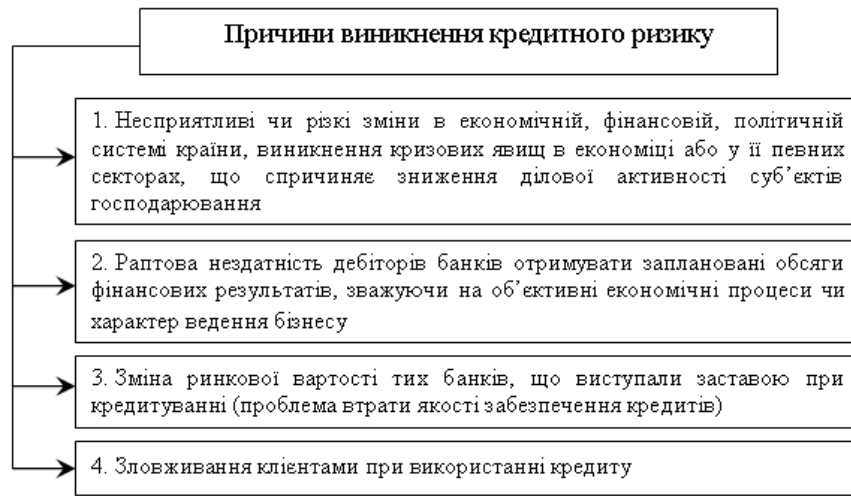 Причини виникнення кредитного ризику
1. Несприятливі чи різкі зміни в економічній, фінансовій, політичній
системі країни, виникнення кризових явищ в економіці або у її певних
секторах, що спричиняє зниження ділової активності суб’єктів
господарювання
2. Раптова нездатність дебіторів банків отримувати заплановані обсяги
фінансових результатів, зважуючи на об’єктивні економічні процеси чи
характер ведення бізнесу
3. Зміна ринкової вартості тих банків, що виступали заставою при
кредитуванні (проблема втрати якості забезпечення кредитів)
4. Зловживання клієнтами при використанні кредиту